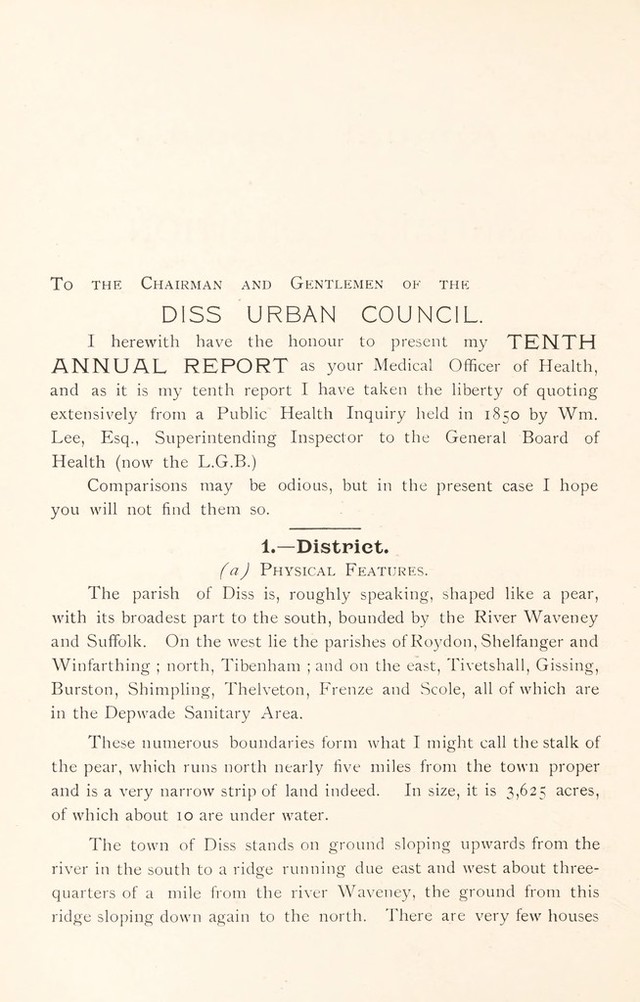 To the Chairman and Gentlemen of the
DISS URBAN COUNCIL.
I herewith have the honour to present my TENTH
ANNUAL REPORT as your Medical Officer of Health,
and as it is my tenth report I have taken the liberty of quoting
extensively from a Public Health Inquiry held in 1850 by Wm.
Lee, Esq., Superintending Inspector to the General Board of
Health (now the L.G.B.)
Comparisons may be odious, but in the present case I hope
you will not find them so.
1.—District.
(a) Physical Features.
The parish of Diss is, roughly speaking, shaped like a pear,
with its broadest part to the south, bounded by the River Waveney
and Suffolk. On the west lie the parishes of Roydon, Shelfanger and
Winfarthing ; north, Tibenham ; and on the east, Tivetshall, Gissing,
Burston, Shimpling, Thelveton, Frenze and Scole, all of which are
in the Depwade Sanitary Area.
These numerous boundaries form what I might call the stalk of
the pear, which runs north nearly five miles from the town proper
and is a very narrow strip of land indeed. In size, it is 3,625 acres,
of which about 10 are under water.
The town of Diss stands on ground sloping upwards from the
river in the south to a ridge running due east and west about three-
quarters of a mile from the river Waveney, the ground from this
ridge sloping down again to the north. There are very few houses